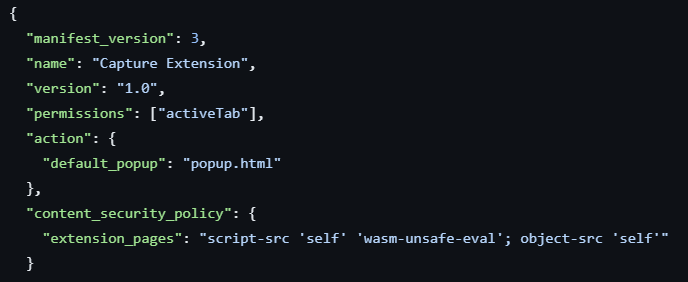 {
  "manifest_version": 3,
  "name": "Capture Extension",
  "version": "1.0",
  "permissions": ["activeTab"],
  "action": {
    "default_popup": "popup.html"
  },
  "content_security_policy": {
    "extension_pages": "script-src 'self' 'wasm-unsafe-eval'; object-src 'self'"
  }